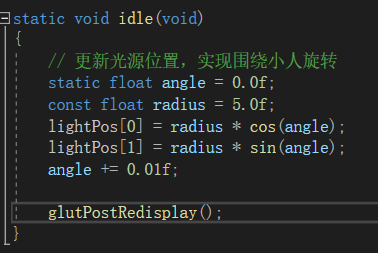 static void idle(void)
{
// 更新光源位置，实现围绕小人旋转
static float angle = 0.0f;
const float radius = 5.0f;
lightPos[0] = radius * cos(angle);
lightPos[1] = radius * sin(angle);
angle += 0.01f;
glutPostRedisplay();
}